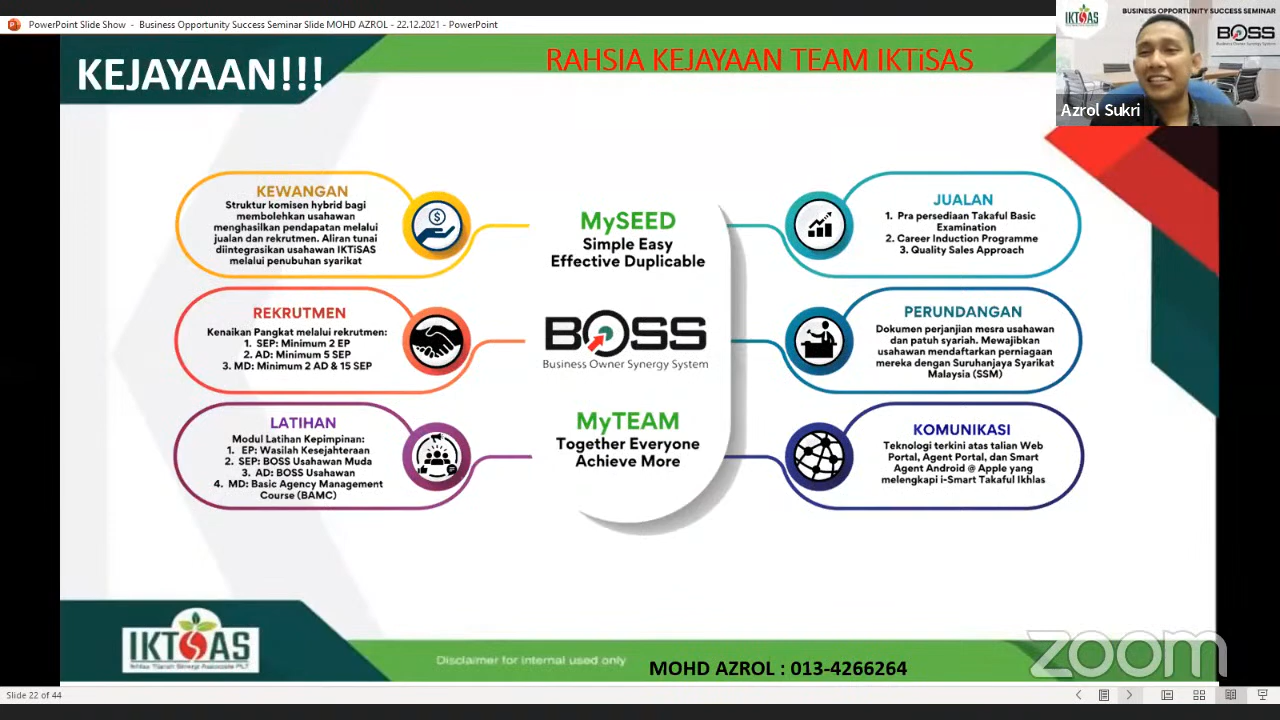 PowerPoint Slide Show - Business Opportunity Success Seminar Slide MOHD AZROL - 22.12.2021 - PowerPoint
IKTSAS
BUSINESS OPPORTUNITY SUCCESS SEMINAR
BOSS
Business Owner Synergy System
Azrol Sukri
KEJAYAAN!!!
RAHSIA KEJAYAAN TEAM IKTiSAS
KEWANGAN
Struktur komisen hybrid bagi
membolehkan usahawan
menghasilkan pendapatan melalui
jualan dan rekrutmen. Aliran tunai
diintegrasikan usahawan IKTiSAS
melalui penubuhan syarikat
REKRUTMEN
Kenaikan Pangkat melalui rekrutmen:
1. SEP: Minimum 2 EP
2. AD: Minimum 5 SEP
3. MD: Minimum 2 AD & 15 SEP
LATIHAN
Modul Latihan Kepimpinan:
1. EP: Wasilah Kesejahteraan
2. SEP: BOSS Usahawan Muda
3. AD: BOSS Usahawan
4. MD: Basic Agency Management
Course (BAMC)
MySEED
Simple Easy
Effective Duplicable
BOSS
Business Owner Synergy System
MyTEAM
Together Everyone
Achieve More
JUALAN
1. Pra persediaan Takaful Basic
Examination
2. Career Induction Programme
3. Quality Sales Approach
PERUNDANGAN
Dokumen perjanjian mesra usahawan
dan patuh syariah. Mewajibkan
usahawan mendaftarkan perniagaan
mereka dengan Suruhanjaya Syarikat
Malaysia (SSM)
KOMUNIKASI
Teknologi terkini atas talian Web
Portal, Agent Portal, dan Smart
Agent Android @ Apple yang
melengkapi i-Smart Takaful Ikhlas
IKTSAS
Disclaimer for internal used only
MOHD AZROL : 013-4266264
zoom
Slide 22 of 44